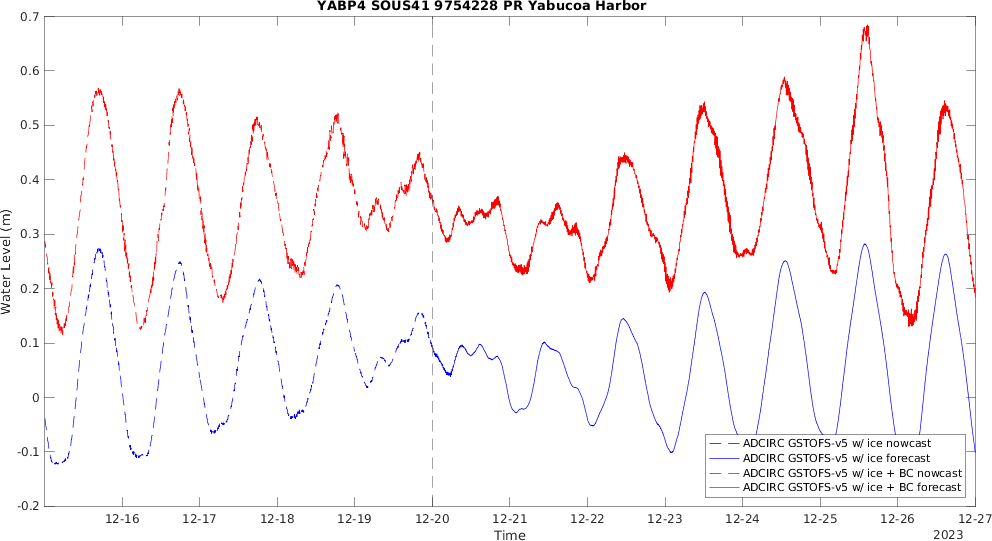 YABP4 SOUS41 9754228 PR Yabucoa Harbor
0.7
0.6
0.5
0.4
0.3
0.2
0.1
0
-0.1
-0.2
Water Level (m)
12-16 12-17 12-18 12-19 12-20 12-21 12-22 12-23 12-24 12-25 12-26 12-27
Time
2023
ADCIRC GSTOFS-v5 w/ ice nowcast
ADCIRC GSTOFS-v5 w/ ice forecast
ADCIRC GSTOFS-v5 w/ ice + BC nowcast
ADCIRC GSTOFS-v5 w/ ice + BC forecast